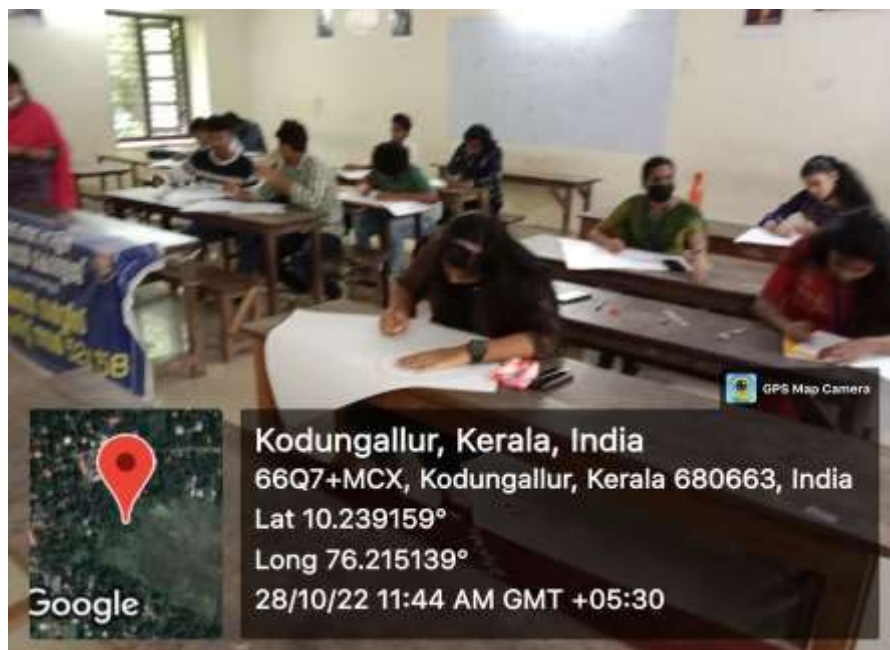 GPS Map Camera
Kodungallur, Kerala, India
66Q7+MCX, Kodungallur, Kerala 680663, India
Lat 10.239159°
Long 76.215139°
28/10/22 11:44 AM GMT +05:30
Google